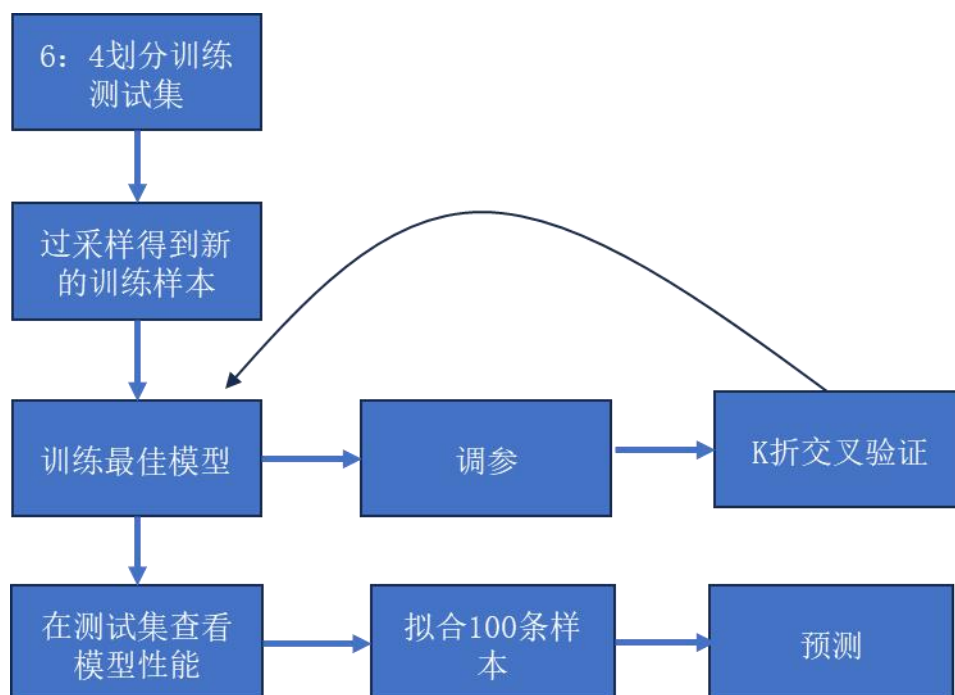 6：4划分训练
测试集
过采样得到新
的训练样本
训练最佳模型
调参
K折交叉验证
在测试集查看
模型性能
拟合100条样
本
预测